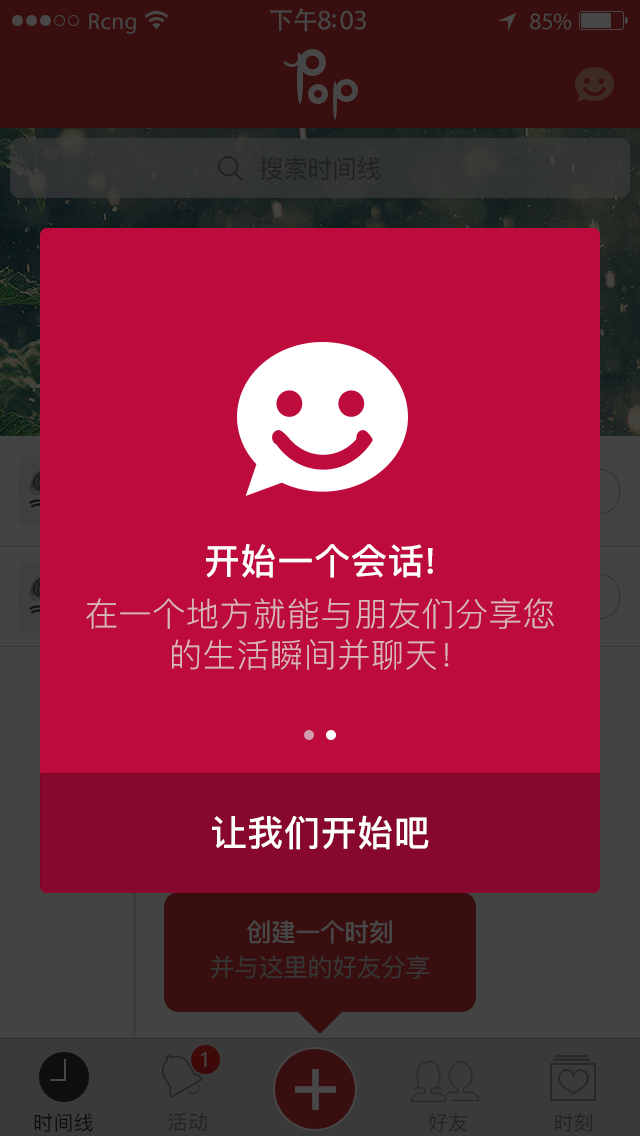 Rcng 下午8:03 85%
Pop
搜索时间线
开始一个会话!
在一个地方就能与朋友们分享您
的生活瞬间并聊天!
让我们开始吧
创建一个时刻
并与这里的好友分享
1
时间线 活动 好友 时刻